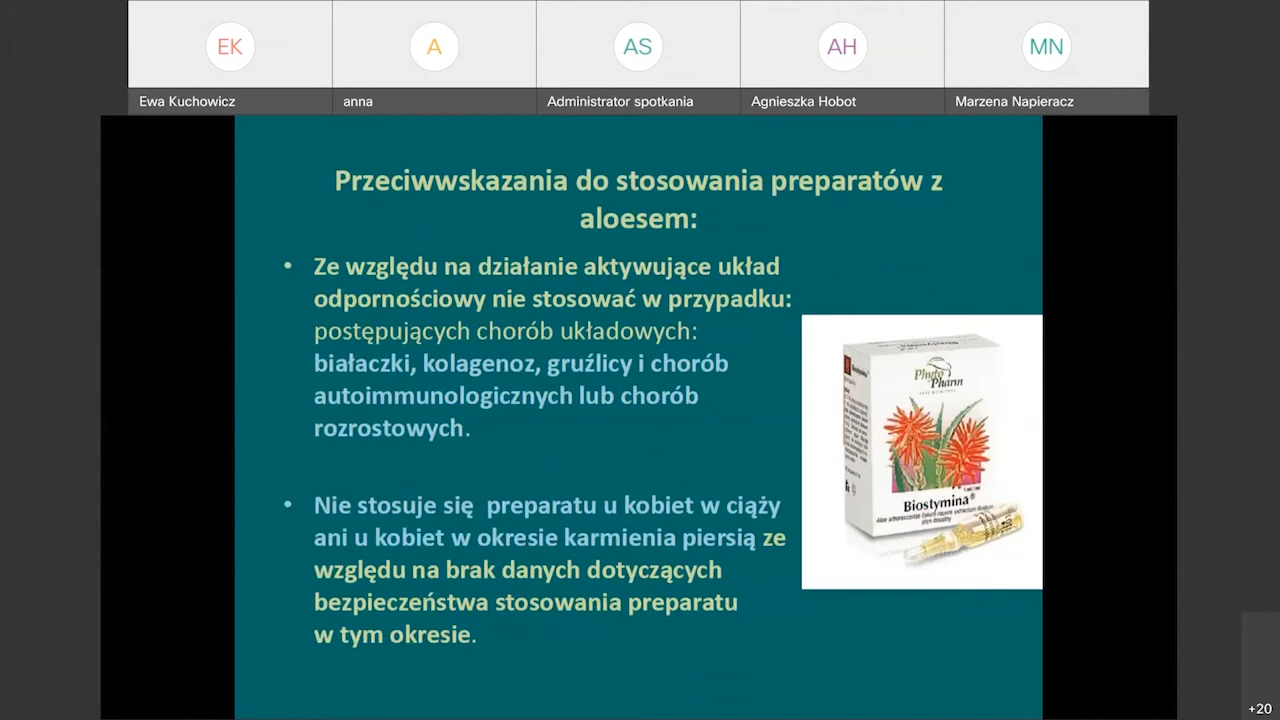 EK
A
AS
AH
MN
Ewa Kuchowicz
anna
Administrator spotkania
Agnieszka Hobot
Marzena Napieracz
Przeciwwskazania do stosowania preparatów z
aloesem:
• Ze względu na działanie aktywujące układ
odpornościowy nie stosować w przypadku:
postępujących chorób układowych:
białaczki, kolagenoz, gruźlicy i chorób
autoimmunologicznych lub chorób
rozrostowych.
• Nie stosuje się preparatu u kobiet w ciąży
ani u kobiet w okresie karmienia piersią ze
względu na brak danych dotyczących
bezpieczeństwa stosowania preparatu
w tym okresie.
Phyto
Pharm
Biostymina®
+20